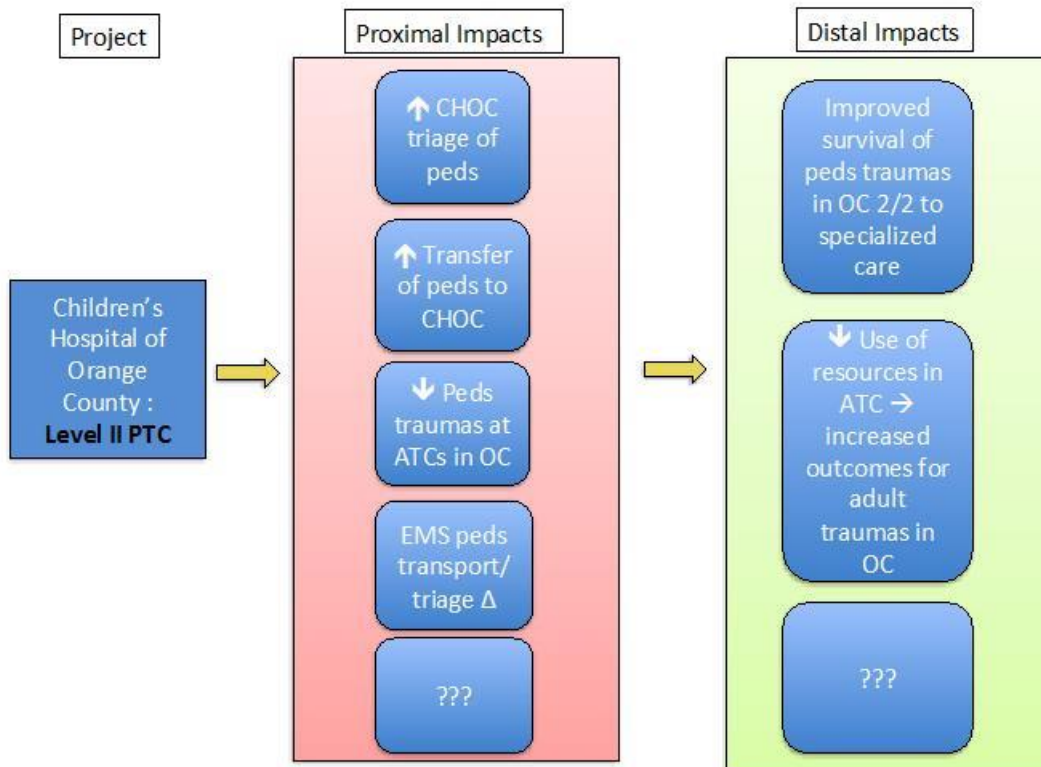 Project
Proximal Impacts
Distal Impacts
Children's
Hospital of
Orange
County :
Level II PTC
↑ CHOC
triage of
peds
↑ Transfer
of peds to
CHOC
↓ Peds
traumas at
ATCs in OC
EMS peds
transport/
triage Δ
???
Improved
survival of
peds traumas
in OC 2/2 to
specialized
care
↓ Use of
resources in
ATC →
increased
outcomes for
adult
traumas in
OC
???